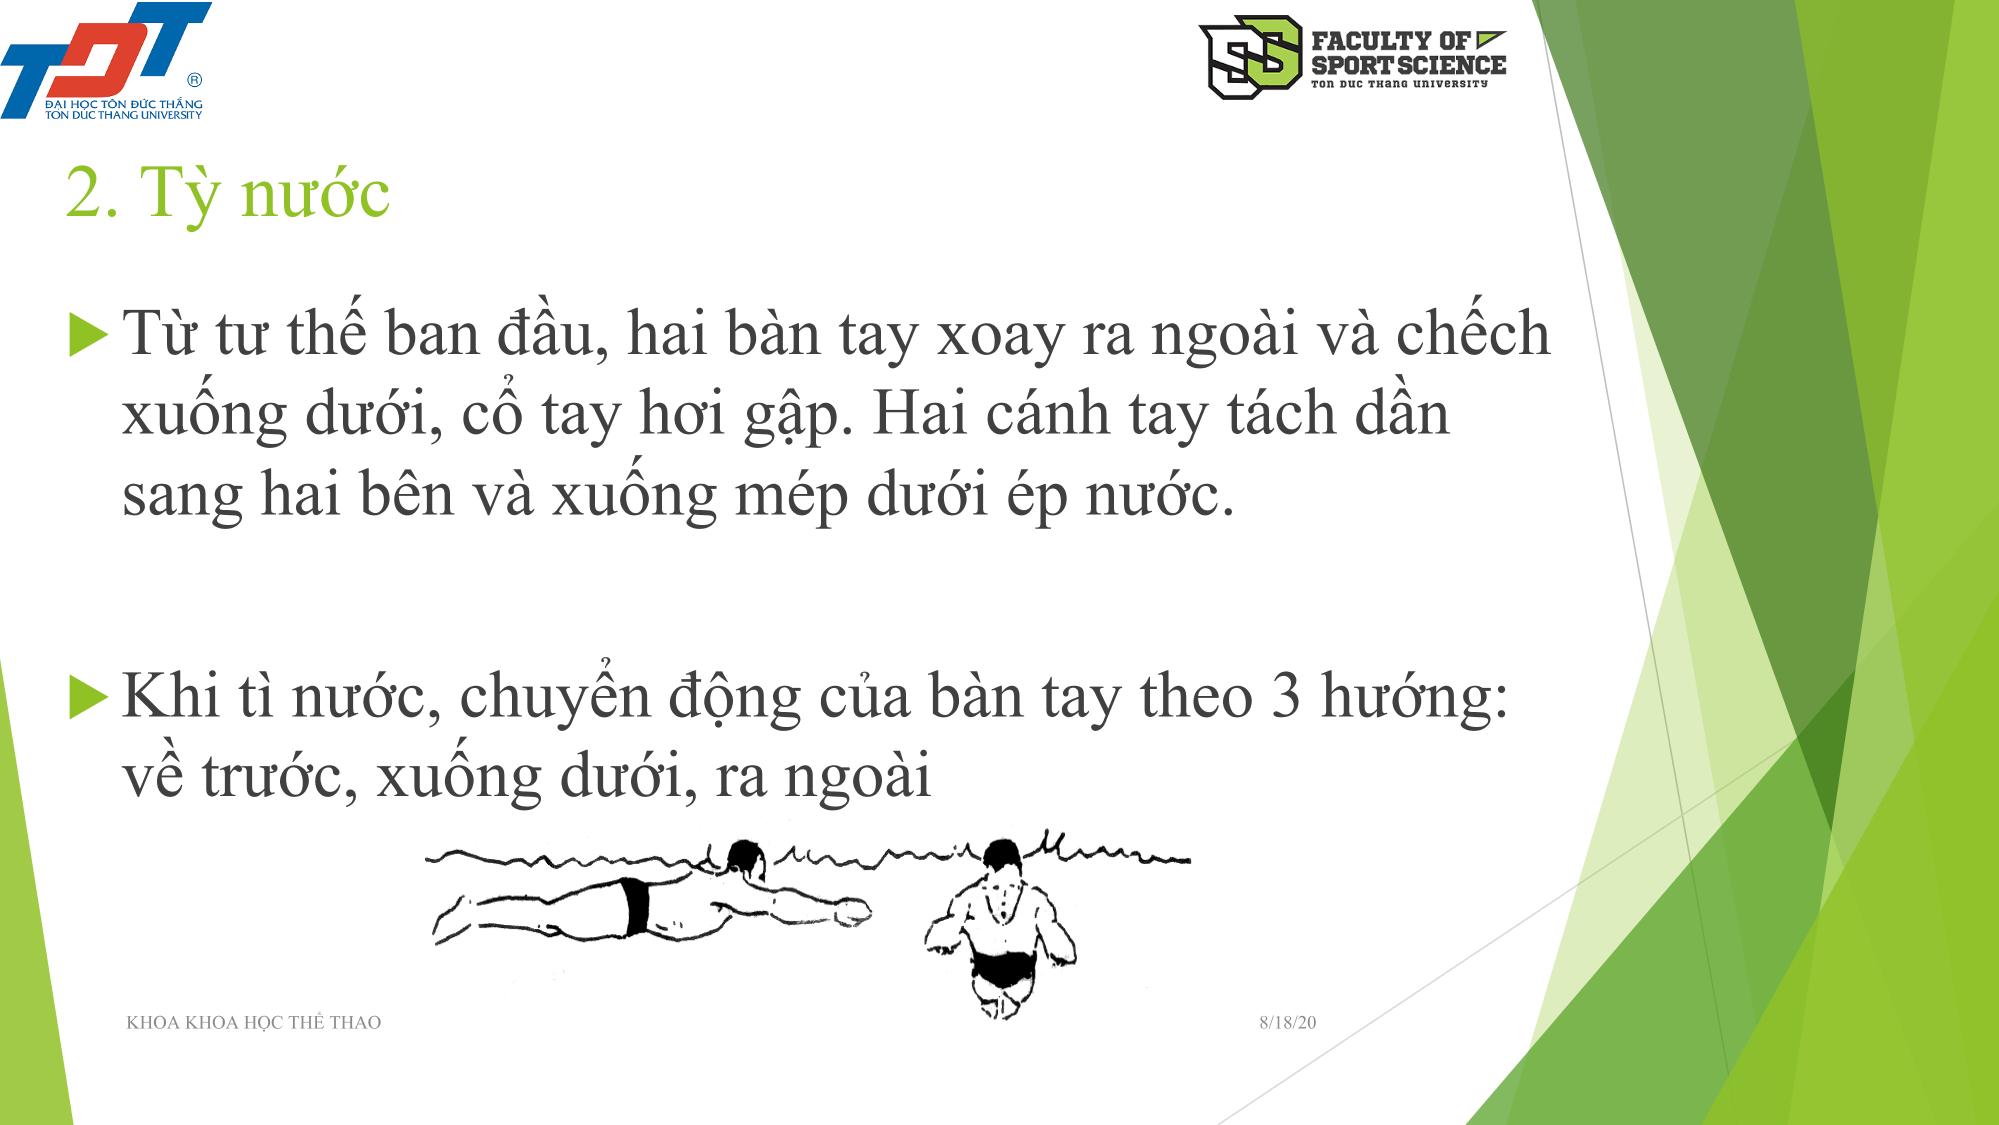 TDT
®
ĐẠI HỌC TÔN ĐỨC THẮNG
TON DUC THANG UNIVERSITY
SS
FACULTY OF
SPORT SCIENCE
TON DUC THANG UNIVERSITY
2. Tỳ nước
Từ tư thế ban đầu, hai bàn tay xoay ra ngoài và chếch
xuống dưới, cổ tay hơi gập. Hai cánh tay tách dần
sang hai bên và xuống mép dưới ép nước.
Khi tì nước, chuyển động của bàn tay theo 3 hướng:
về trước, xuống dưới, ra ngoài
KHOA KHOA HỌC THỂ THAO
8/18/20